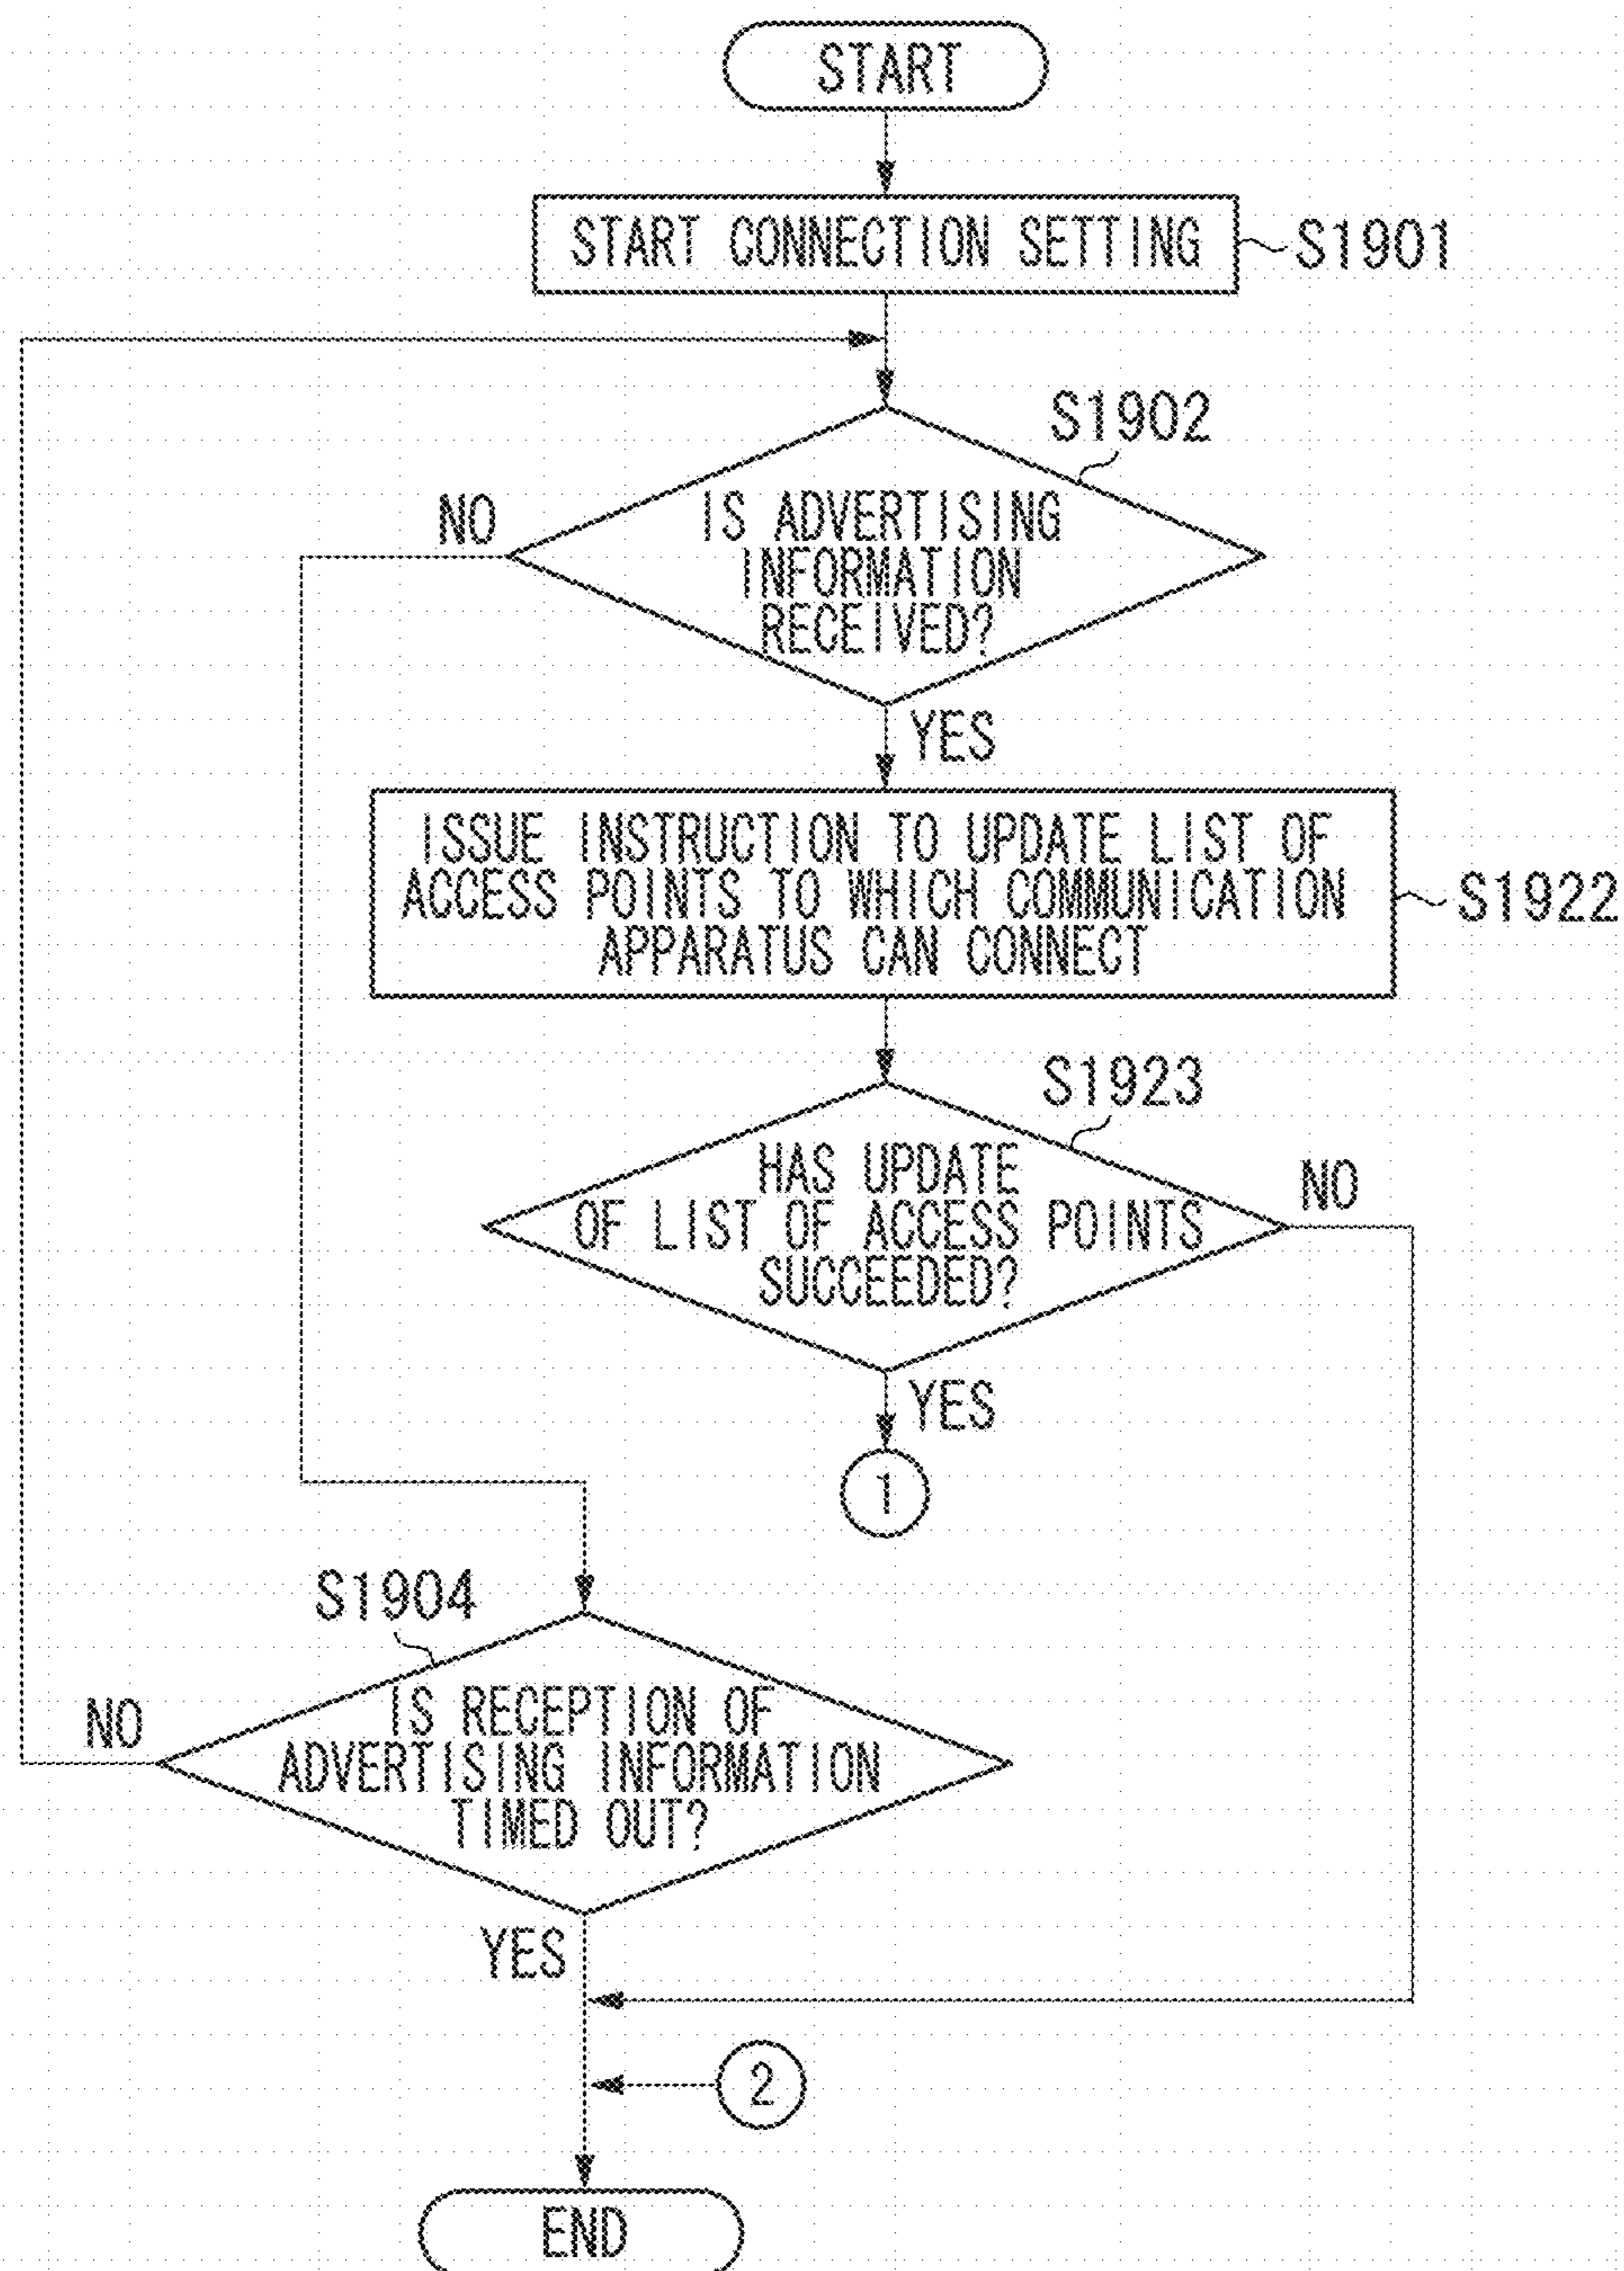 START
START CONNECTION SETTING
S1901
S1902
NO
IS ADVERTISING
INFORMATION
RECEIVED?
YES
ISSUE INSTRUCTION TO UPDATE LIST OF
ACCESS POINTS TO WHICH COMMUNICATION
APPARATUS CAN CONNECT
S1922
S1923
HAS UPDATE
OF LIST OF ACCESS POINTS
SUCCEEDED?
NO
YES
1
S1904
NO
IS RECEPTION OF
ADVERTISING INFORMATION
TIMED OUT?
YES
2
END